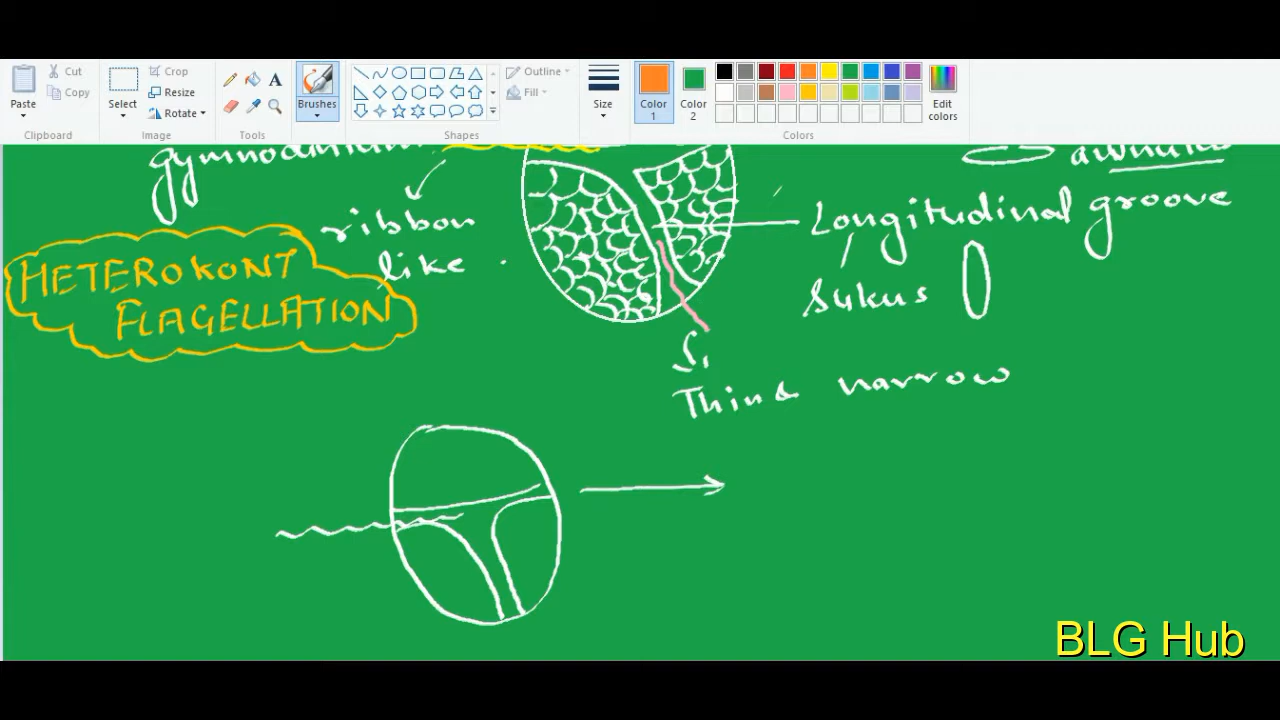 Cut
Copy
Paste
Clipboard
Crop
Resize
Rotate
Select
Image
A
Tools
Brushes
Outline
Fill
Shapes
Size
Color 1
Color 2
Edit colors
Colors
ribbon like .
HETEROKONT
FLAGELLATION
Longitudinal groove
Sulkus
Thin & narrow
BLG Hub